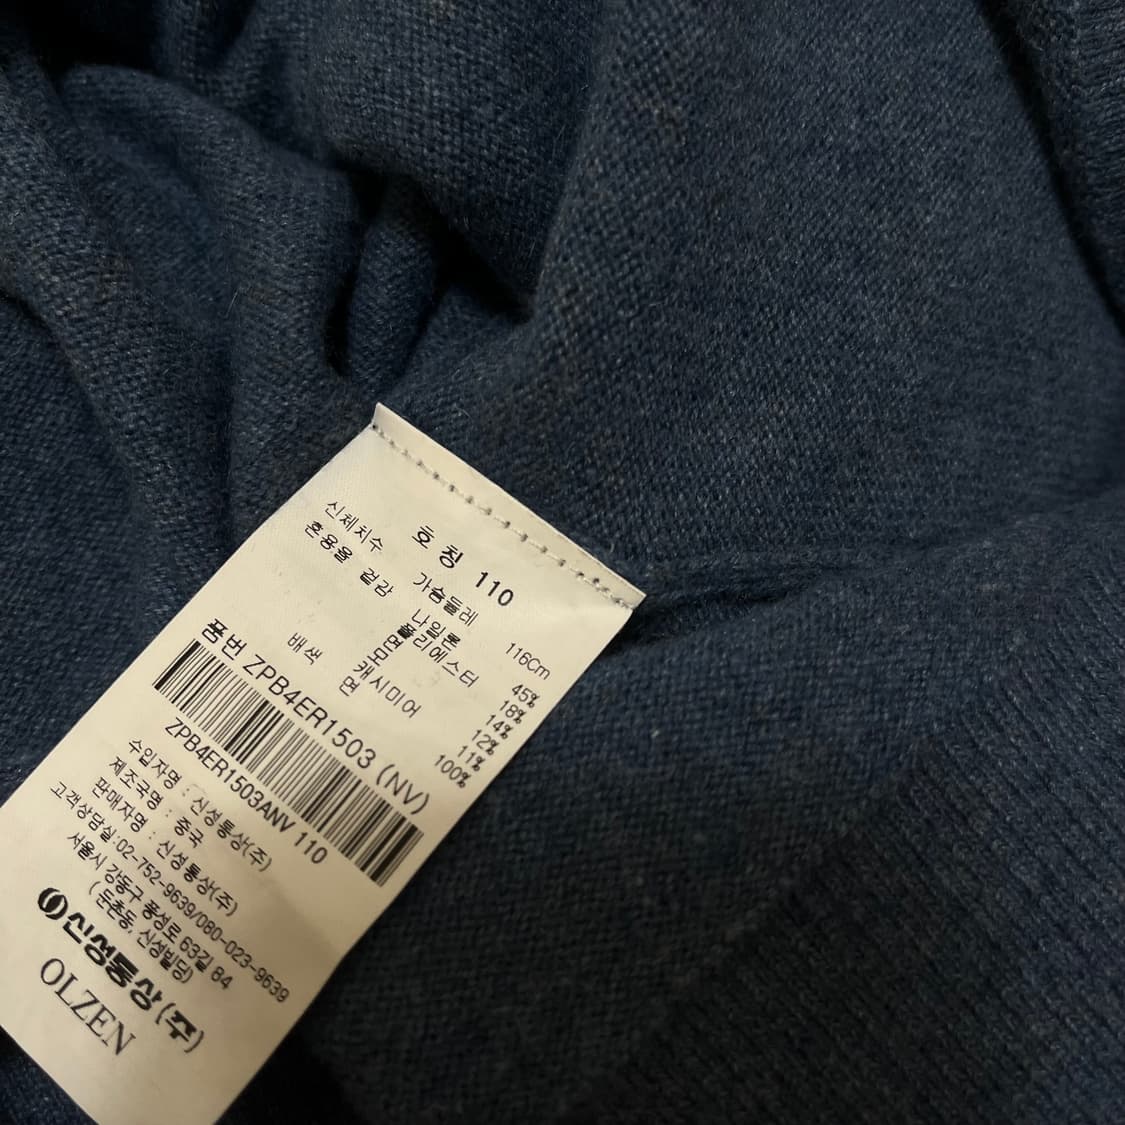 호칭 110
신체치수 가슴둘레 116Cm
혼용율 겉감 나일론 45%
폴리에스터 18%
면 14%
모 12%
캐시미어 11%
배색 면 100%
품번 ZPB4ER1503 (NV)
ZPB4ER1503ANV 110
수입자명 : 신성통상(주)
제조국명 : 중국
판매자명 : 신성통상(주)
고객상담실:02-752-9639/080-023-9639
서울시 강동구 풍성로 63길 84
(둔촌동, 신성빌딩)
신성통상(주)
OLZEN